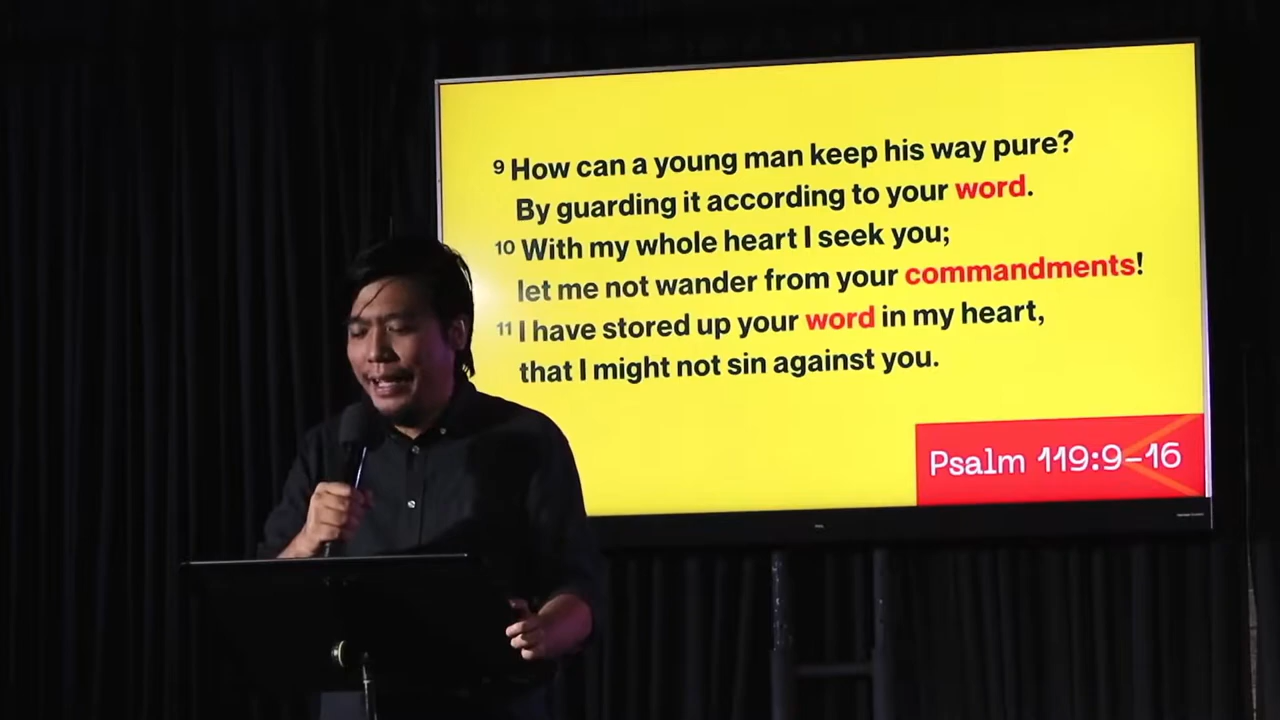 9 How can a young man keep his way pure?
By guarding it according to your word.
10 With my whole heart I seek you;
let me not wander from your commandments!
11 I have stored up your word in my heart,
that I might not sin against you.
Psalm 119:9–16